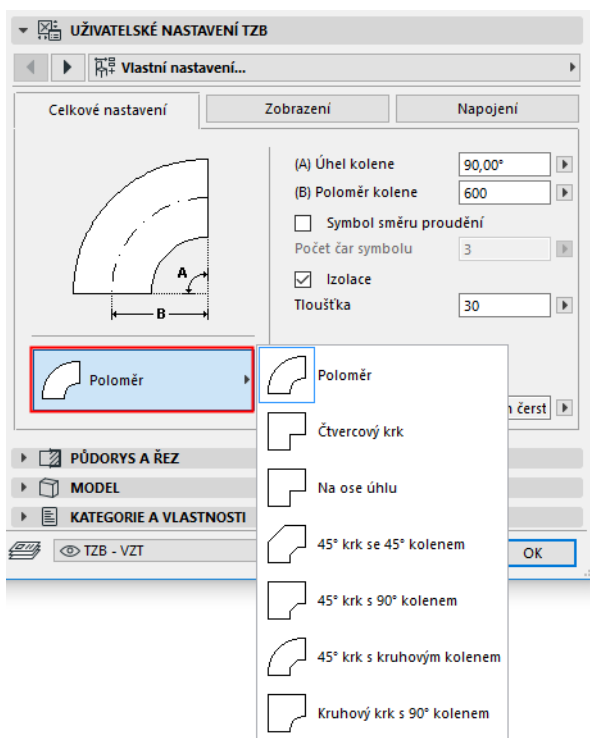 UŽIVATELSKÉ NASTAVENÍ TZB
Vlastní nastavení...
Celkové nastavení
Zobrazení
Napojení
(A) Úhel kolene
90,00°
(B) Poloměr kolene
600
Symbol směru proudění
Počet čar symbolu
3
Izolace
Tloušťka
30
A
B
Poloměr
Poloměr
čerst
Čtvercový krk
PŮDORYS A ŘEZ
MODEL
Na ose úhlu
KATEGORIE A VLASTNOSTI
TZB - VZT
45° krk se 45° kolenem
OK
45° krk s 90° kolenem
45° krk s kruhovým kolenem
Kruhový krk s 90° kolenem